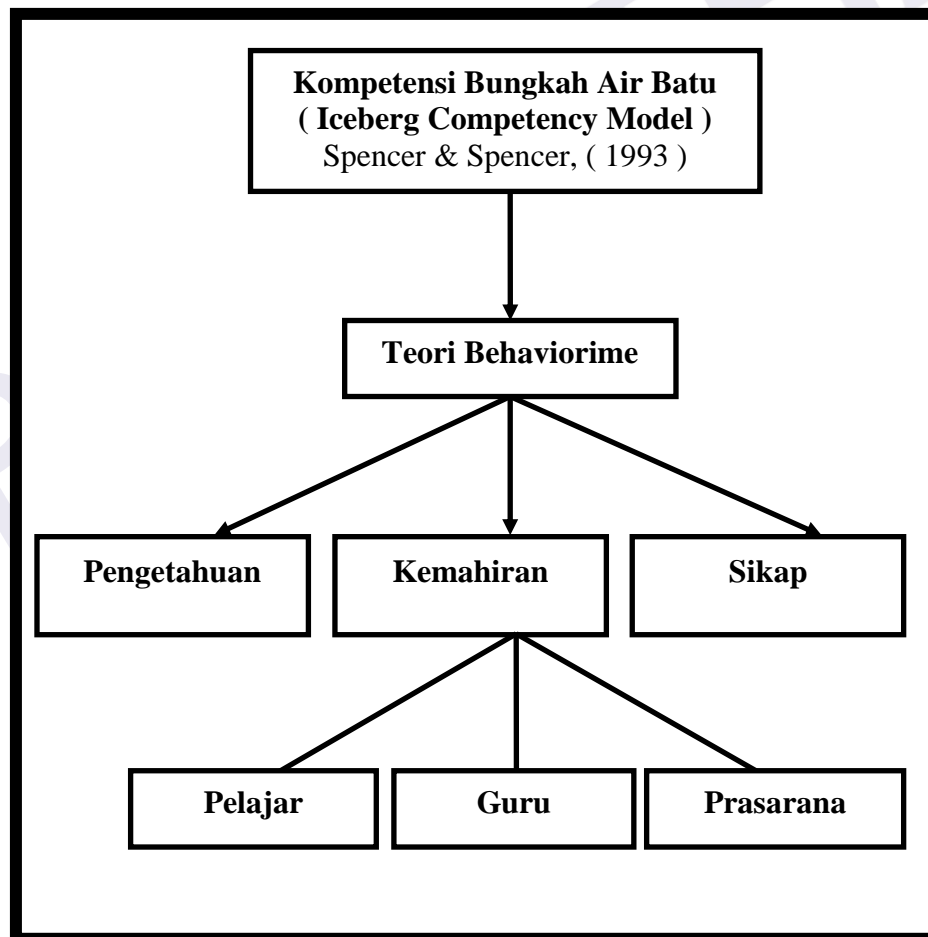 Kompetensi Bungkah Air Batu
( Iceberg Competency Model )
Spencer & Spencer, ( 1993 )
Teori Behaviorime
Pengetahuan
Kemahiran
Sikap
Pelajar
Guru
Prasarana